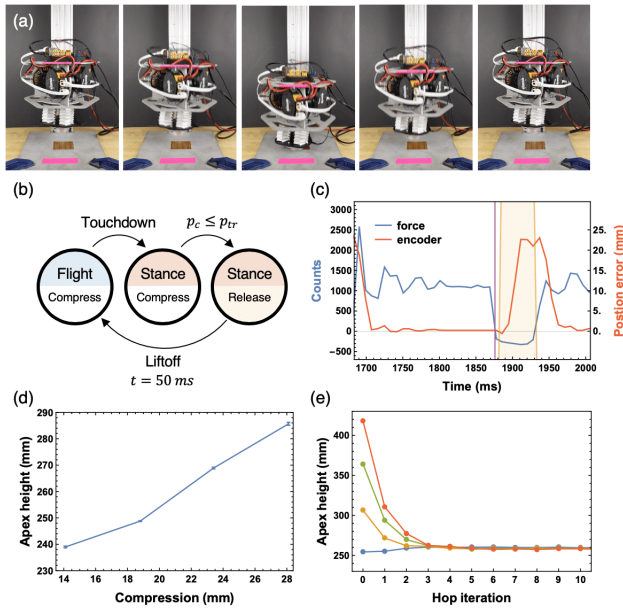 (a)
(b)
Touchdown
p_c ≤ p_tr
Flight
Compress
Stance
Compress
Stance
Release
Liftoff
t = 50 ms
(c)
force
encoder
3000
2500
2000
1500
1000
500
0
-500
Counts
25.
20.
15.
10.
5.
0.
Postion error (mm)
1700 1750 1800 1850 1900 1950 2000
Time (ms)
(d)
290
280
270
260
250
240
230
Apex height (mm)
14 16 18 20 22 24 26 28
Compression (mm)
(e)
400
350
300
250
Apex height (mm)
0 1 2 3 4 5 6 7 8 9 10
Hop iteration